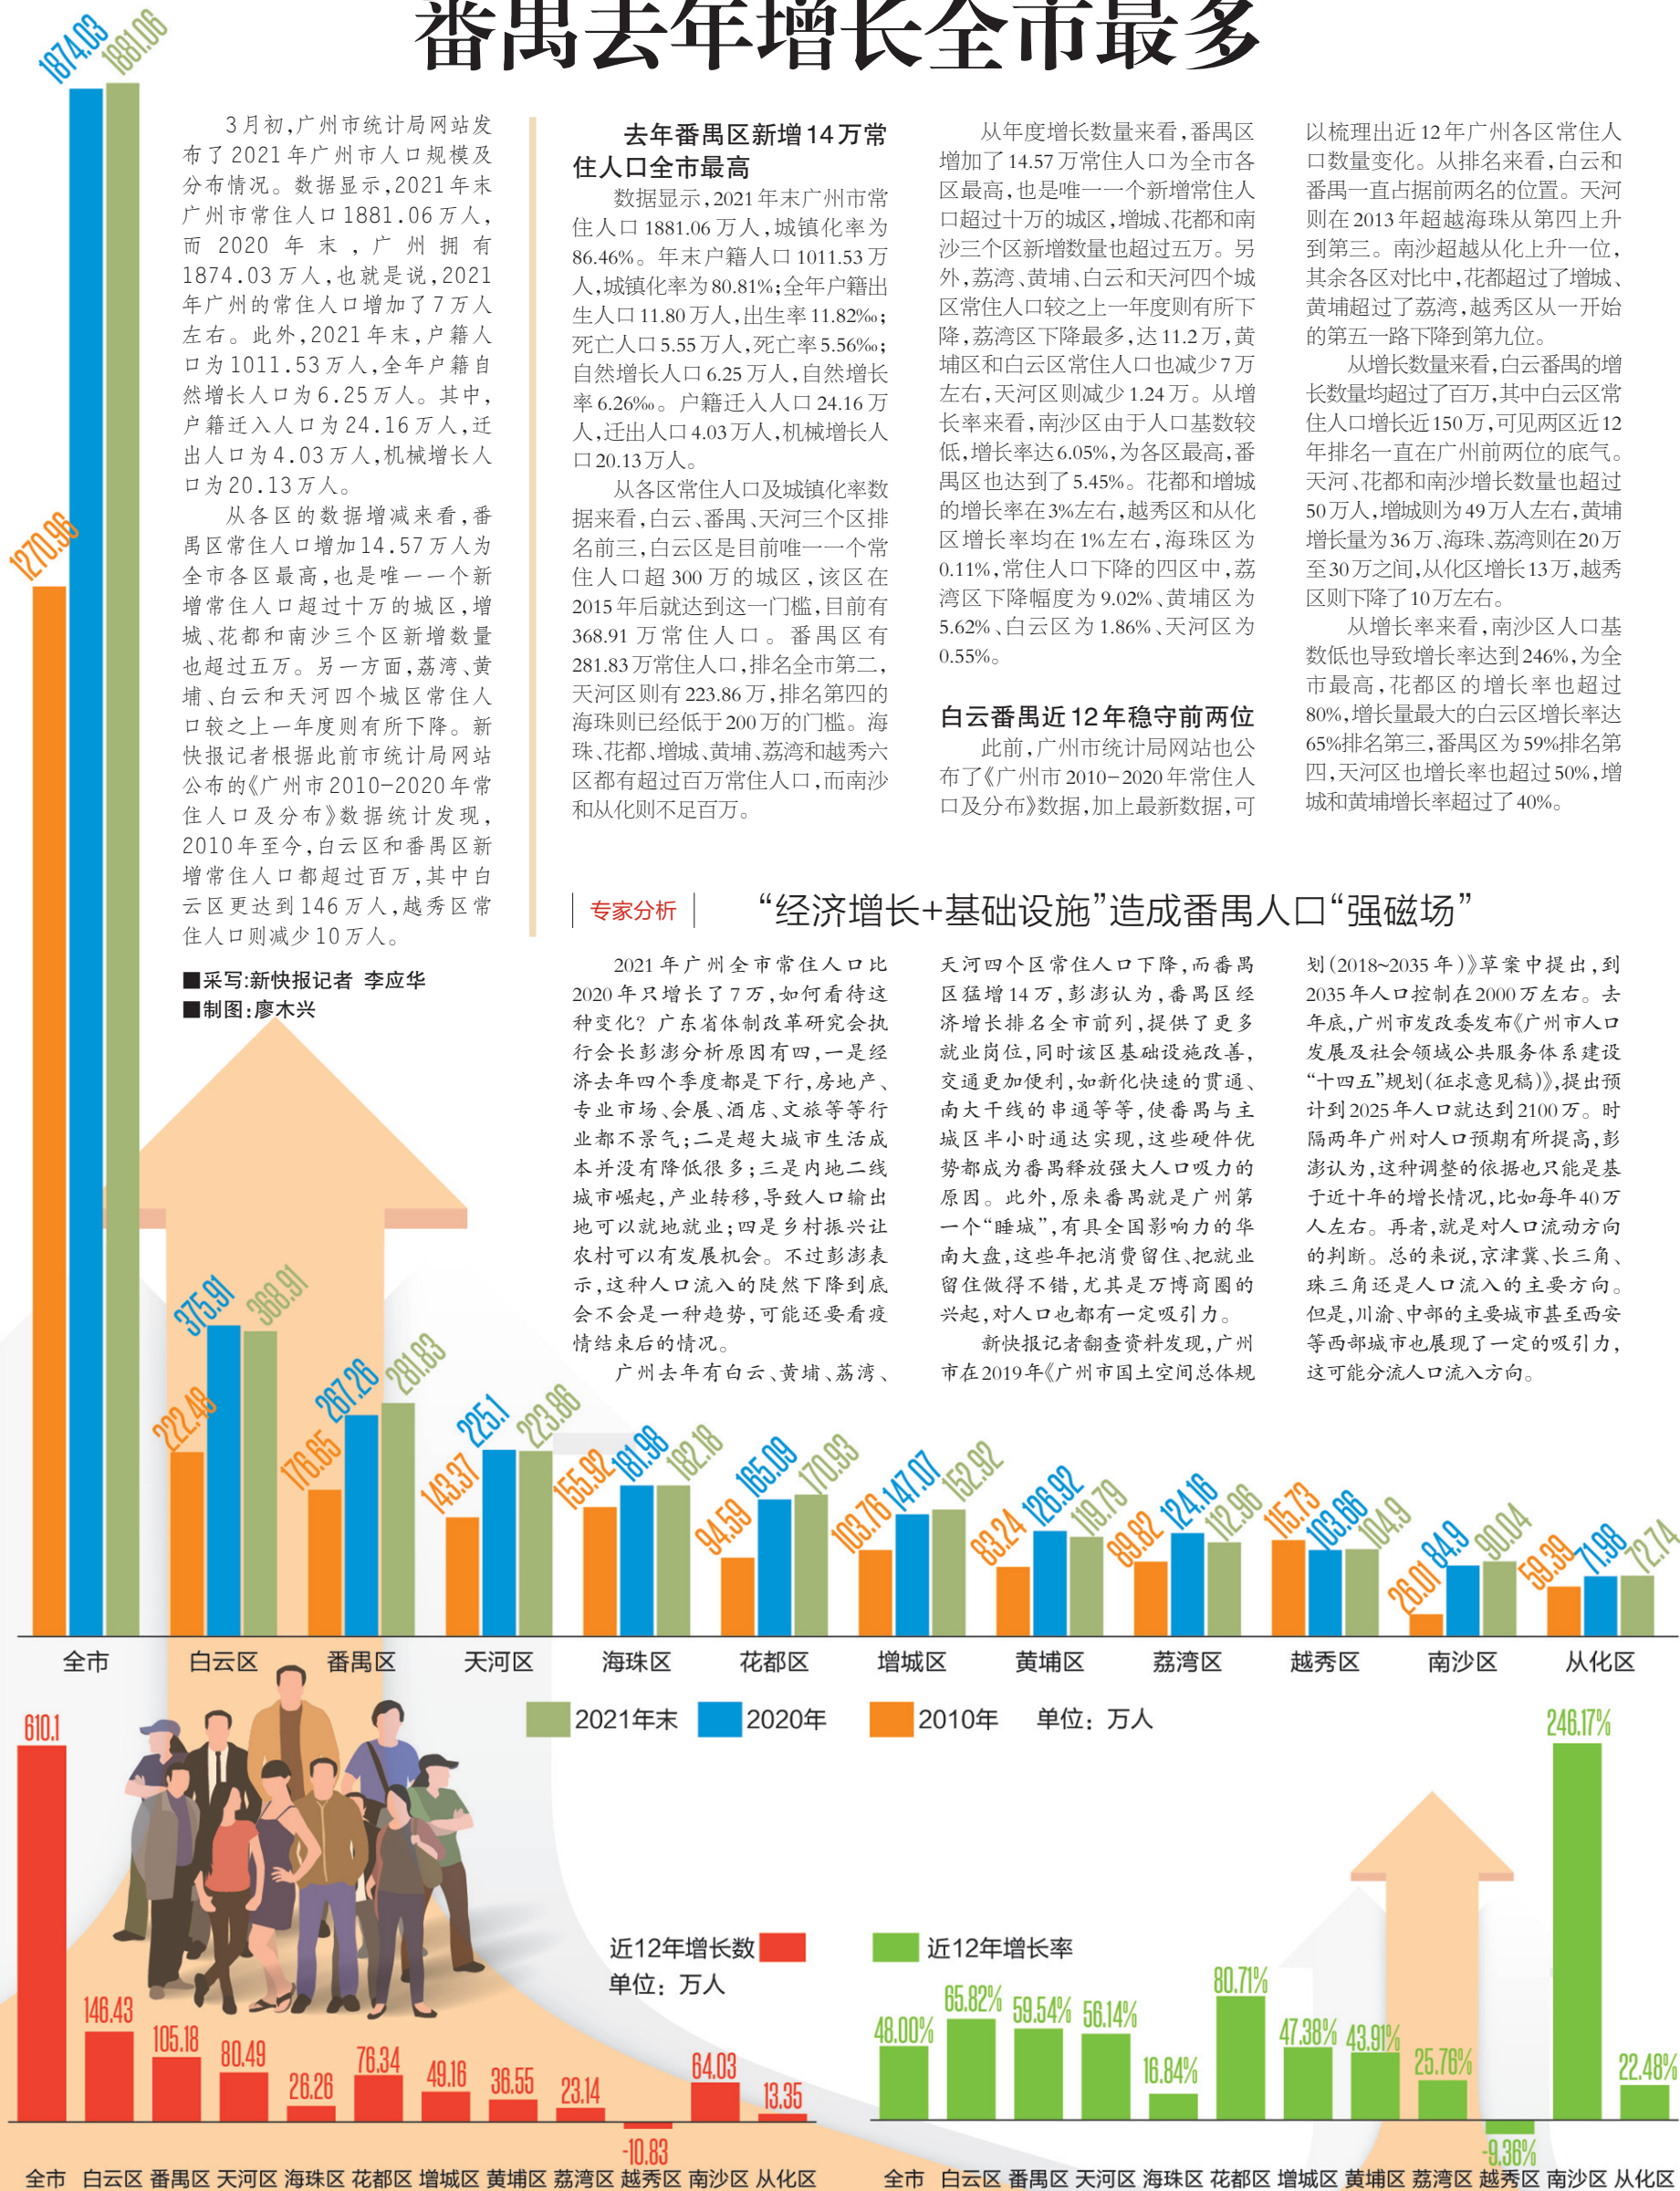 番禺去年增长全市最多
3月初,广州市统计局网站发
布了2021年广州市人口规模及
分布情况。数据显示,2021年末
广州市常住人口1881.06万人,
而2020年末,广州拥有
1874.03万人,也就是说,2021
年广州的常住人口增加了7万人
左右。此外,2021年末,户籍人
口为1011.53万人,全年户籍自
然增长人口为6.25万人。其中,
户籍迁入人口为24.16万人,迁
出人口为4.03万人,机械增长人
口为20.13万人。
从各区的数据增减来看,番
禺区常住人口增加14.57万人为
全市各区最高,也是唯一一个新
增常住人口超过十万的城区,增
城、花都和南沙三个区新增数量
也超过五万。另一方面,荔湾、黄
埔、白云和天河四个城区常住人
口较之上一年度则有所下降。新
快报记者根据此前市统计局网站
公布的《广州市2010-2020年常
住人口及分布》数据统计发现,
2010年至今,白云区和番禺区新
增常住人口都超过百万,其中白
云区更达到146万人,越秀区常
住人口则减少10万人。
■采写:新快报记者 李应华
■制图:廖木兴
去年番禺区新增14万常
住人口全市最高
数据显示,2021年末广州市常
住人口1881.06万人,城镇化率为
86.46%。年末户籍人口1011.53万
人,城镇化率为80.81%;全年户籍出
生人口11.80万人,出生率11.82‰;
死亡人口5.55万人,死亡率5.56‰;
自然增长人口6.25万人,自然增长
率6.26‰。户籍迁入人口24.16万
人,迁出人口4.03万人,机械增长人
口20.13万人。
从各区常住人口及城镇化率数
据来看,白云、番禺、天河三个区排
名前三,白云区是目前唯一一个常
住人口超300万的城区,该区在
2015年后就达到这一门槛,目前有
368.91万常住人口。番禺区有
281.83万常住人口,排名全市第二,
天河区则有223.86万,排名第四的
海珠则已经低于200万的门槛。海
珠、花都、增城、黄埔、荔湾和越秀六
区都有超过百万常住人口,而南沙
和从化则不足百万。
从年度增长数量来看,番禺区
增加了14.57万常住人口为全市各
区最高,也是唯一一个新增常住人
口超过十万的城区,增城、花都和南
沙三个区新增数量也超过五万。另
外,荔湾、黄埔、白云和天河四个城
区常住人口较之上一年度则有所下
降,荔湾区下降最多,达11.2万,黄
埔区和白云区常住人口也减少7万
左右,天河区则减少1.24万。从增
长率来看,南沙区由于人口基数较
低,增长率达6.05%,为各区最高,番
禺区也达到了5.45%。花都和增城
的增长率在3%左右,越秀区和从化
区增长率均在1%左右,海珠区为
0.11%,常住人口下降的四区中,荔
湾区下降幅度为9.02%、黄埔区为
5.62%、白云区为1.86%、天河区为
0.55%。
白云番禺近12年稳守前两位
此前,广州市统计局网站也公
布了《广州市2010-2020年常住人
口及分布》数据,加上最新数据,可
以梳理出近12年广州各区常住人
口数量变化。从排名来看,白云和
番禺一直占据前两名的位置。天河
则在2013年超越海珠从第四上升
到第三。南沙超越从化上升一位,
其余各区对比中,花都超过了增城、
黄埔超过了荔湾,越秀区从一开始
的第五一路下降到第九位。
从增长数量来看,白云番禺的增
长数量均超过了百万,其中白云区常
住人口增长近150万,可见两区近12
年排名一直在广州前两位的底气。
天河、花都和南沙增长数量也超过
50万人,增城则为49万人左右,黄埔
增长量为36万、海珠、荔湾则在20万
至30万之间,从化区增长13万,越秀
区则下降了10万左右。
从增长率来看,南沙区人口基
数低也导致增长率达到246%,为全
市最高,花都区的增长率也超过
80%,增长量最大的白云区增长率达
65%排名第三,番禺区为59%排名第
四,天河区也增长率也超过50%,增
城和黄埔增长率超过了40%。
专家分析
“经济增长+基础设施”造成番禺人口“强磁场”
2021年广州全市常住人口比
2020年只增长了7万,如何看待这
种变化?广东省体制改革研究会执
行会长彭澎分析原因有四,一是经
济去年四个季度都是下行,房地产、
专业市场、会展、酒店、文旅等等行
业都不景气;二是超大城市生活成
本并没有降低很多;三是内地二线
城市崛起,产业转移,导致人口输出
地可以就地就业;四是乡村振兴让
农村可以有发展机会。不过彭澎表
示,这种人口流入的陡然下降到底
会不会是一种趋势,可能还要看疫
情结束后的情况。
广州去年有白云、黄埔、荔湾、
天河四个区常住人口下降,而番禺
区猛增14万,彭澎认为,番禺区经
济增长排名全市前列,提供了更多
就业岗位,同时该区基础设施改善,
交通更加便利,如新化快速的贯通、
南大干线的串通等等,使番禺与主
城区半小时通达实现,这些硬件优
势都成为番禺释放强大人口吸力的
原因。此外,原来番禺就是广州第
一个“睡城”,有具全国影响力的华
南大盘,这些年把消费留住、把就业
留住做得不错,尤其是万博商圈的
兴起,对人口也都有一定吸引力。
新快报记者翻查资料发现,广州
市在2019年《广州市国土空间总体规
划(2018~2035年)》草案中提出,到
2035年人口控制在2000万左右。去
年底,广州市发改委发布《广州市人口
发展及社会领域公共服务体系建设
“十四五”规划(征求意见稿)》,提出预
计到2025年人口就达到2100万。时
隔两年广州对人口预期有所提高,彭
澎认为,这种调整的依据也只能是基
于近十年的增长情况,比如每年40万
人左右。再者,就是对人口流动方向
的判断。总的来说,京津冀、长三角、
珠三角还是人口流入的主要方向。
但是,川渝、中部的主要城市甚至西安
等西部城市也展现了一定的吸引力,
这可能分流人口流入方向。
1270.96 1874.03 1881.06
222.48 375.91 368.91
176.65 267.26 281.83
143.37 225.1 223.86
155.92 181.98 182.18
94.59 165.09 170.93
103.76 147.07 152.92
83.24 126.92 119.79
89.82 124.16 112.96
115.73 103.66 104.9
26.01 84.9 90.04
59.39 71.98 72.74
全市 白云区 番禺区 天河区 海珠区 花都区 增城区 黄埔区 荔湾区 越秀区 南沙区 从化区
2021年末 2020年 2010年 单位：万人
近12年增长数
单位：万人
610.1 146.43 105.18 80.49 26.26 76.34 49.16 36.55 23.14 -10.83 64.03 13.35
全市 白云区 番禺区 天河区 海珠区 花都区 增城区 黄埔区 荔湾区 越秀区 南沙区 从化区
近12年增长率
48.00% 65.82% 59.54% 56.14% 16.84% 80.71% 47.38% 43.91% 25.76% -9.36% 246.17% 22.48%
全市 白云区 番禺区 天河区 海珠区 花都区 增城区 黄埔区 荔湾区 越秀区 南沙区 从化区